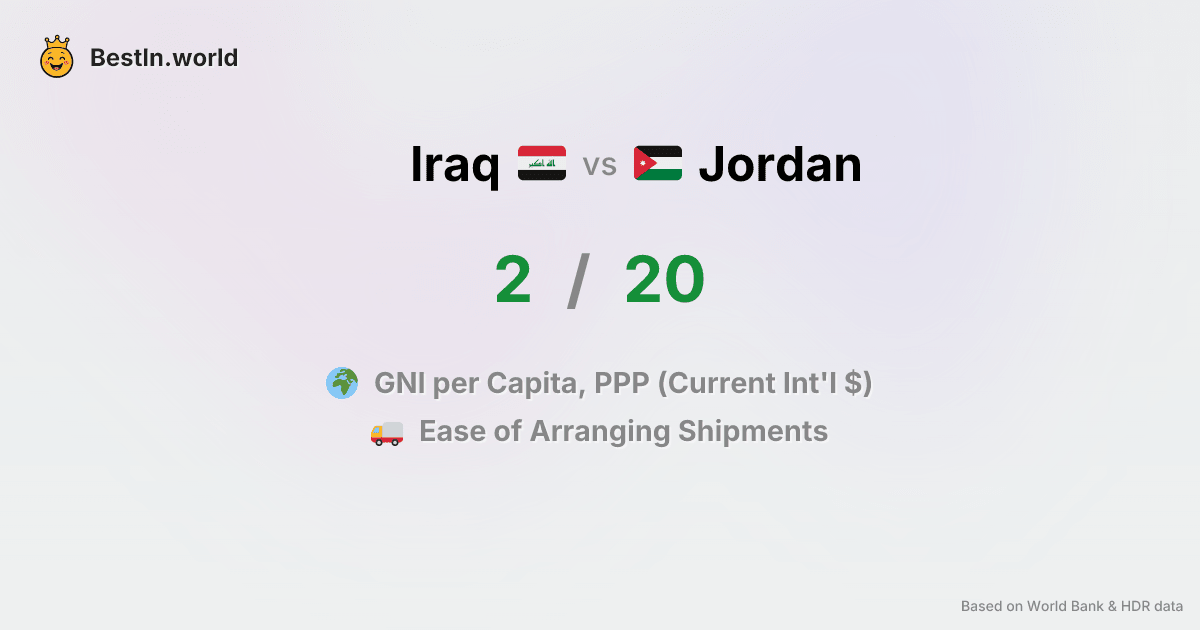 BestIn.world
Iraq vs Jordan
2 / 20
GNI per Capita, PPP (Current Int'l $)
Ease of Arranging Shipments
Based on World Bank & HDR data